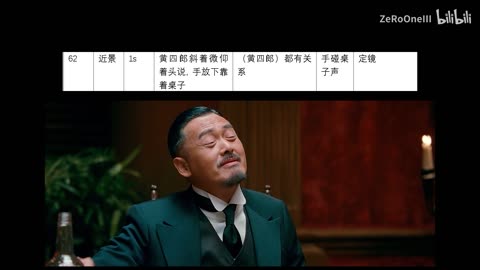 ZeRoOneIII bilibili
62 近景 1s 黄四郎斜着微仰 （黄四郎）都有关 手碰桌 定镜
着头说，手放下靠 系 子声
着桌子